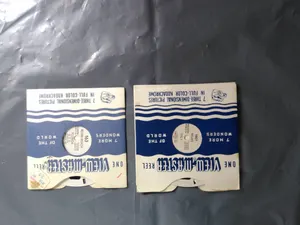 ONE
VIEW-MASTER
REEL
7 MORE
WONDERS
OF THE
WORLD
7 THREE DIMENSIONAL PICTURES
IN FULL-COLOR KODACHROME
ONE
VIEW-MASTER
REEL
7 MORE
WONDERS
OF THE
WORLD
7 THREE DIMENSIONAL PICTURES
IN FULL-COLOR KODACHROME